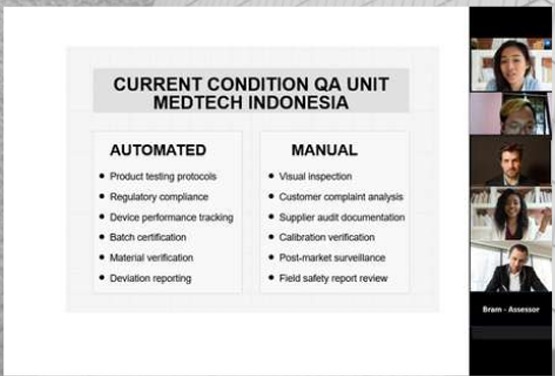 CURRENT CONDITION QA UNIT
MEDTECH INDONESIA
AUTOMATED
• Product testing protocols
• Regulatory compliance
• Device performance tracking
• Batch certification
• Material verification
• Deviation reporting
MANUAL
• Visual inspection
• Customer complaint analysis
• Supplier audit documentation
• Calibration verification
• Post-market surveillance
• Field safety report review
Bram - Assessor